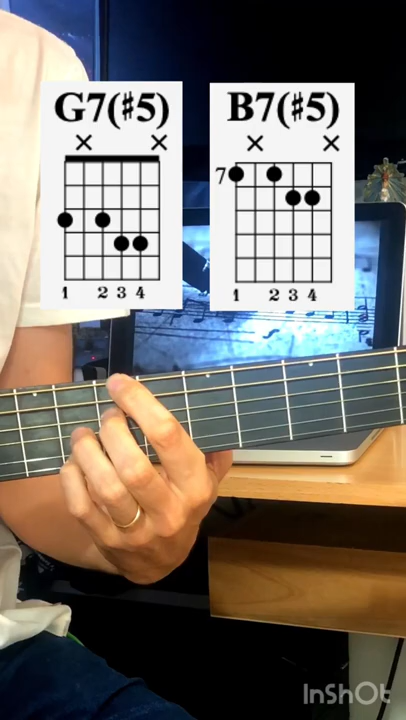 G7(♯5)
× ×
1 2 3 4
B7(♯5)
× ×
7
1 2 3 4
InShOt